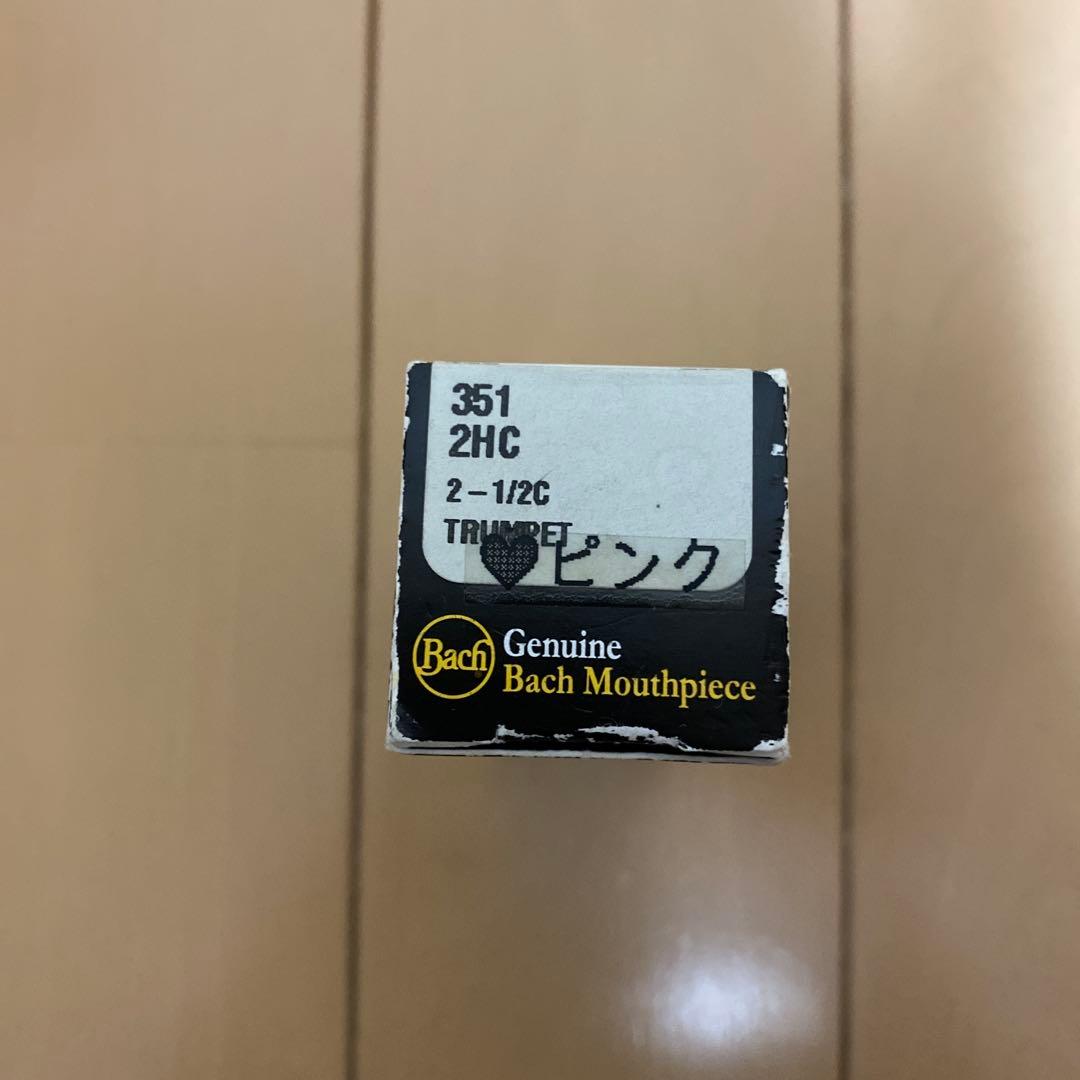 351
2HC
2-1/2C
TRUMPET
♥ピンク
Bach
Genuine
Bach Mouthpiece